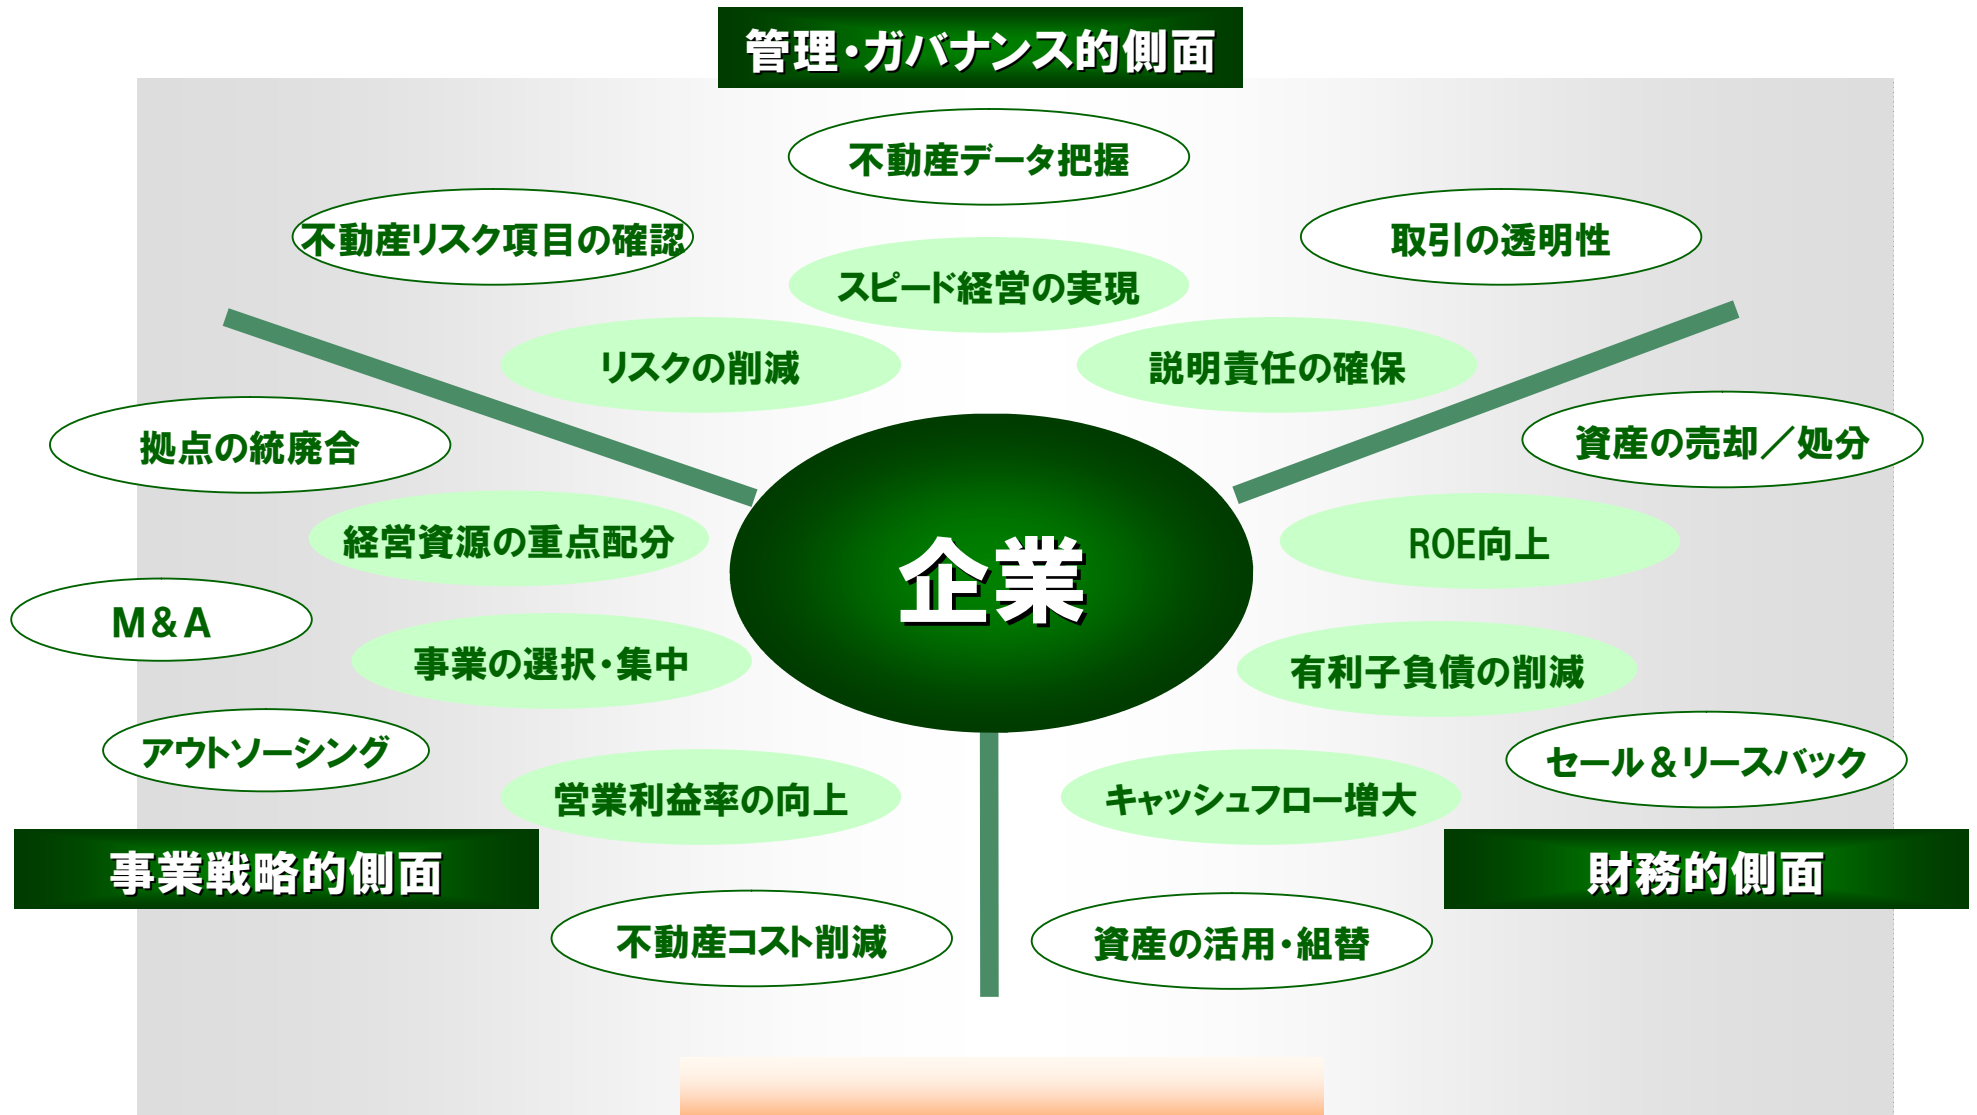 管理・ガバナンス的側面
不動産データ把握
不動産リスク項目の確認
取引の透明性
スピード経営の実現
リスクの削減
説明責任の確保
拠点の統廃合
資産の売却／処分
経営資源の重点配分
ROE向上
企業
M＆A
事業の選択・集中
有利子負債の削減
アウトソーシング
セール＆リースバック
営業利益率の向上
キャッシュフロー増大
事業戦略的側面
財務的側面
不動産コスト削減
資産の活用・組替